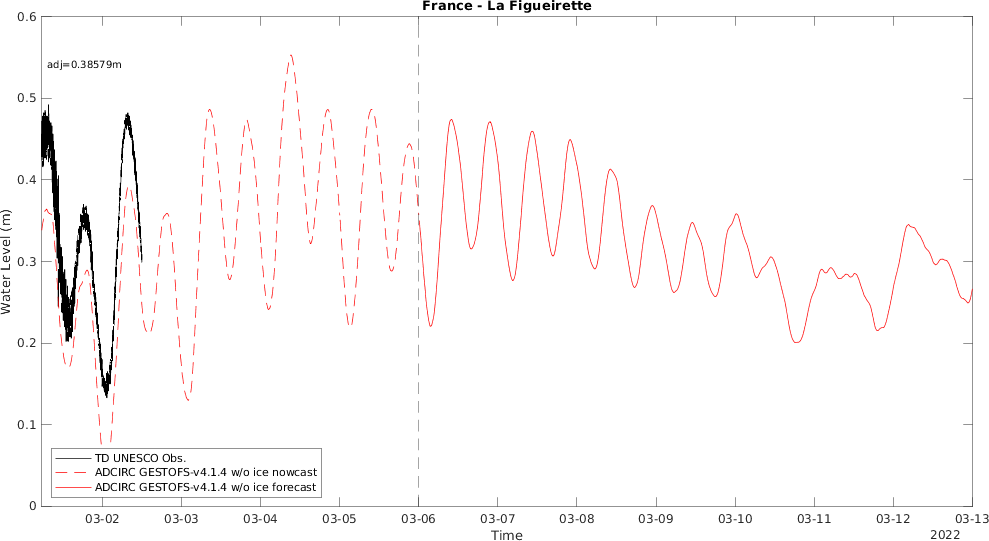 France - La Figueirette
adj=0.38579m
Water Level (m)
0.6
0.5
0.4
0.3
0.2
0.1
0
TD UNESCO Obs.
ADCIRC GESTOFS-v4.1.4 w/o ice nowcast
ADCIRC GESTOFS-v4.1.4 w/o ice forecast
03-02 03-03 03-04 03-05 03-06 03-07 03-08 03-09 03-10 03-11 03-12 03-13
Time
2022